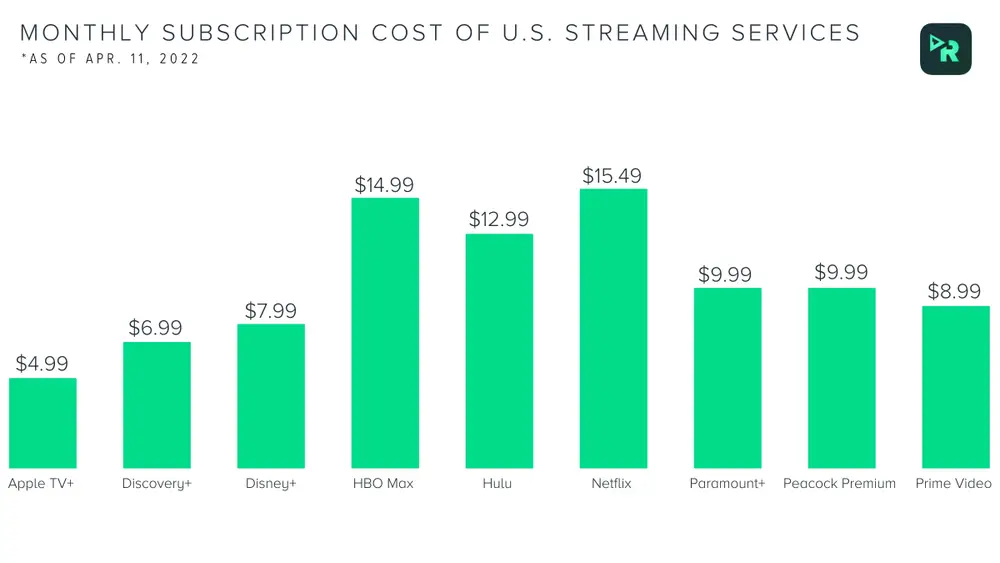 MONTHLY SUBSCRIPTION COST OF U.S. STREAMING SERVICES
*AS OF APR. 11, 2022
R
$4.99
$6.99
$7.99
$14.99
$12.99
$15.49
$9.99
$9.99
$8.99
Apple TV+
Discovery+
Disney+
HBO Max
Hulu
Netflix
Paramount+
Peacock Premium
Prime Video